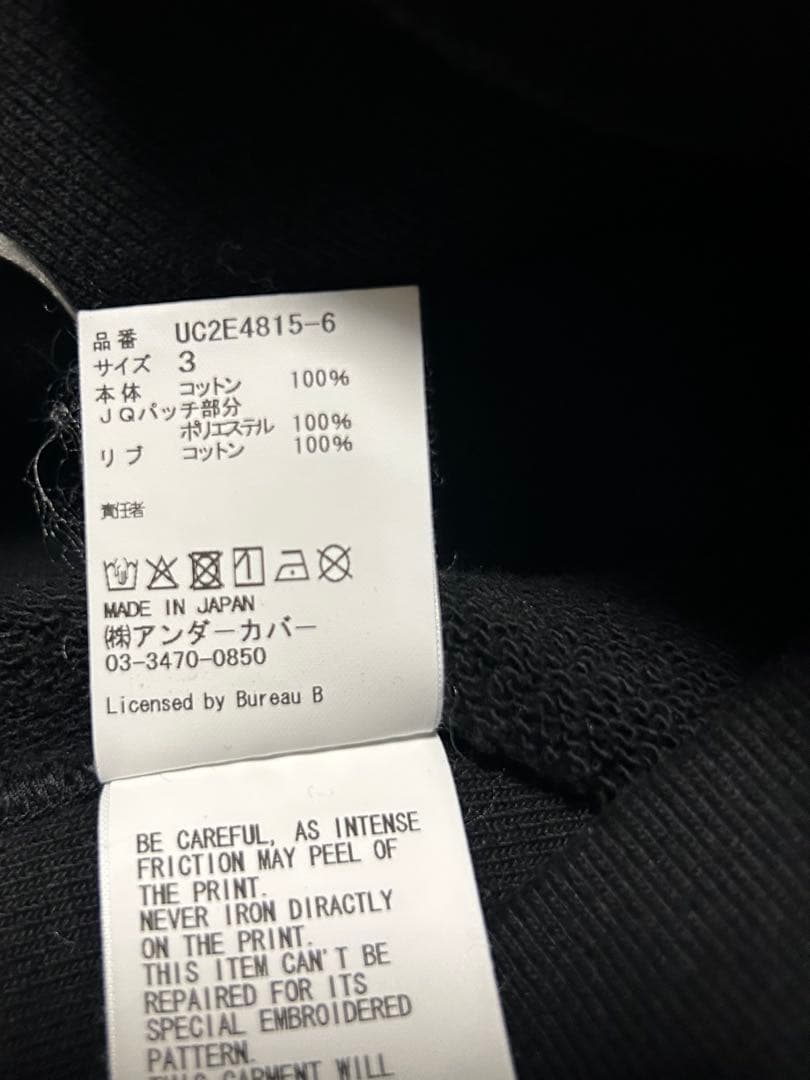 品番 UC2E4815-6
サイズ 3
本体 コットン 100%
JQパッチ部分
ポリエステル 100%
リブ コットン 100%
責任者
MADE IN JAPAN
㈱アンダーカバー
03-3470-0850
Licensed by Bureau B
BE CAREFUL, AS INTENSE
FRICTION MAY PEEL OF
THE PRINT.
NEVER IRON DIRACTLY
ON THE PRINT.
THIS ITEM CAN'T BE
REPAIRED FOR ITS
SPECIAL EMBROIDERED
PATTERN.
THIS GARMENT WILL